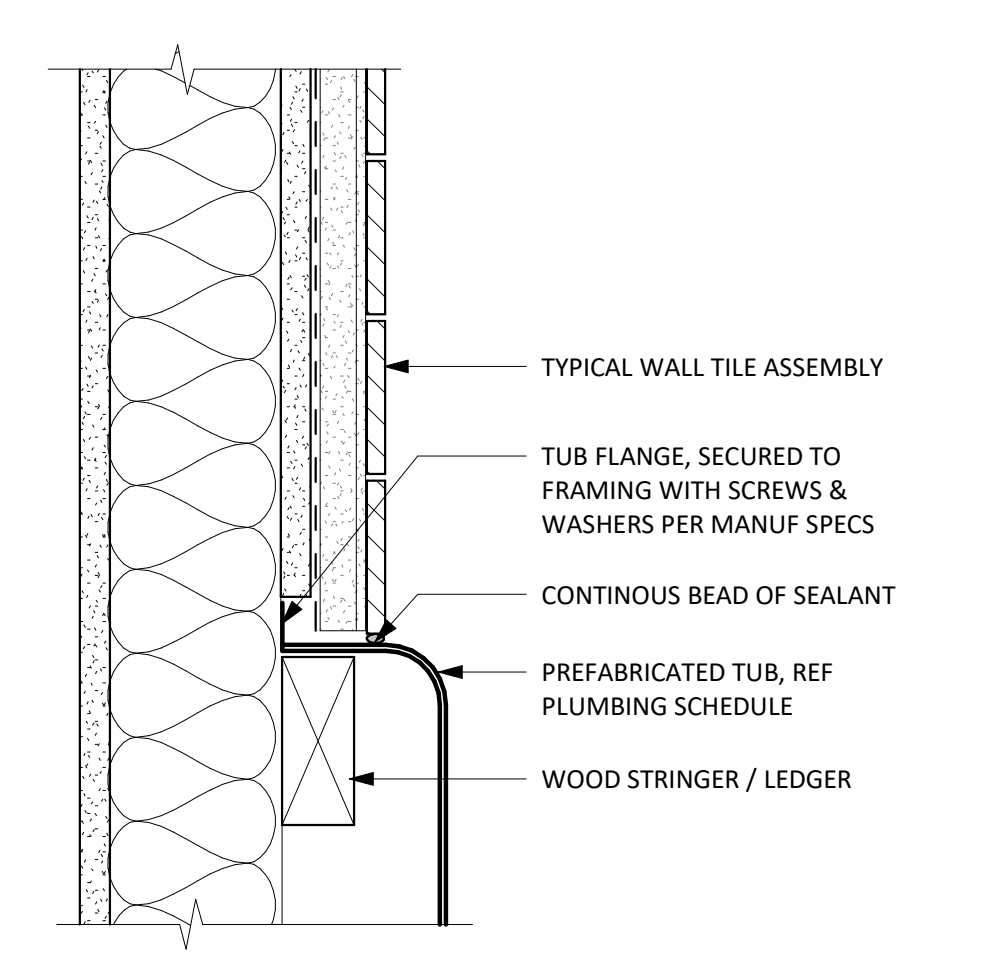 TYPICAL WALL TILE ASSEMBLY
TUB FLANGE, SECURED TO
FRAMING WITH SCREWS &
WASHERS PER MANUF SPECS
CONTINOUS BEAD OF SEALANT
PREFABRICATED TUB, REF
PLUMBING SCHEDULE
WOOD STRINGER / LEDGER